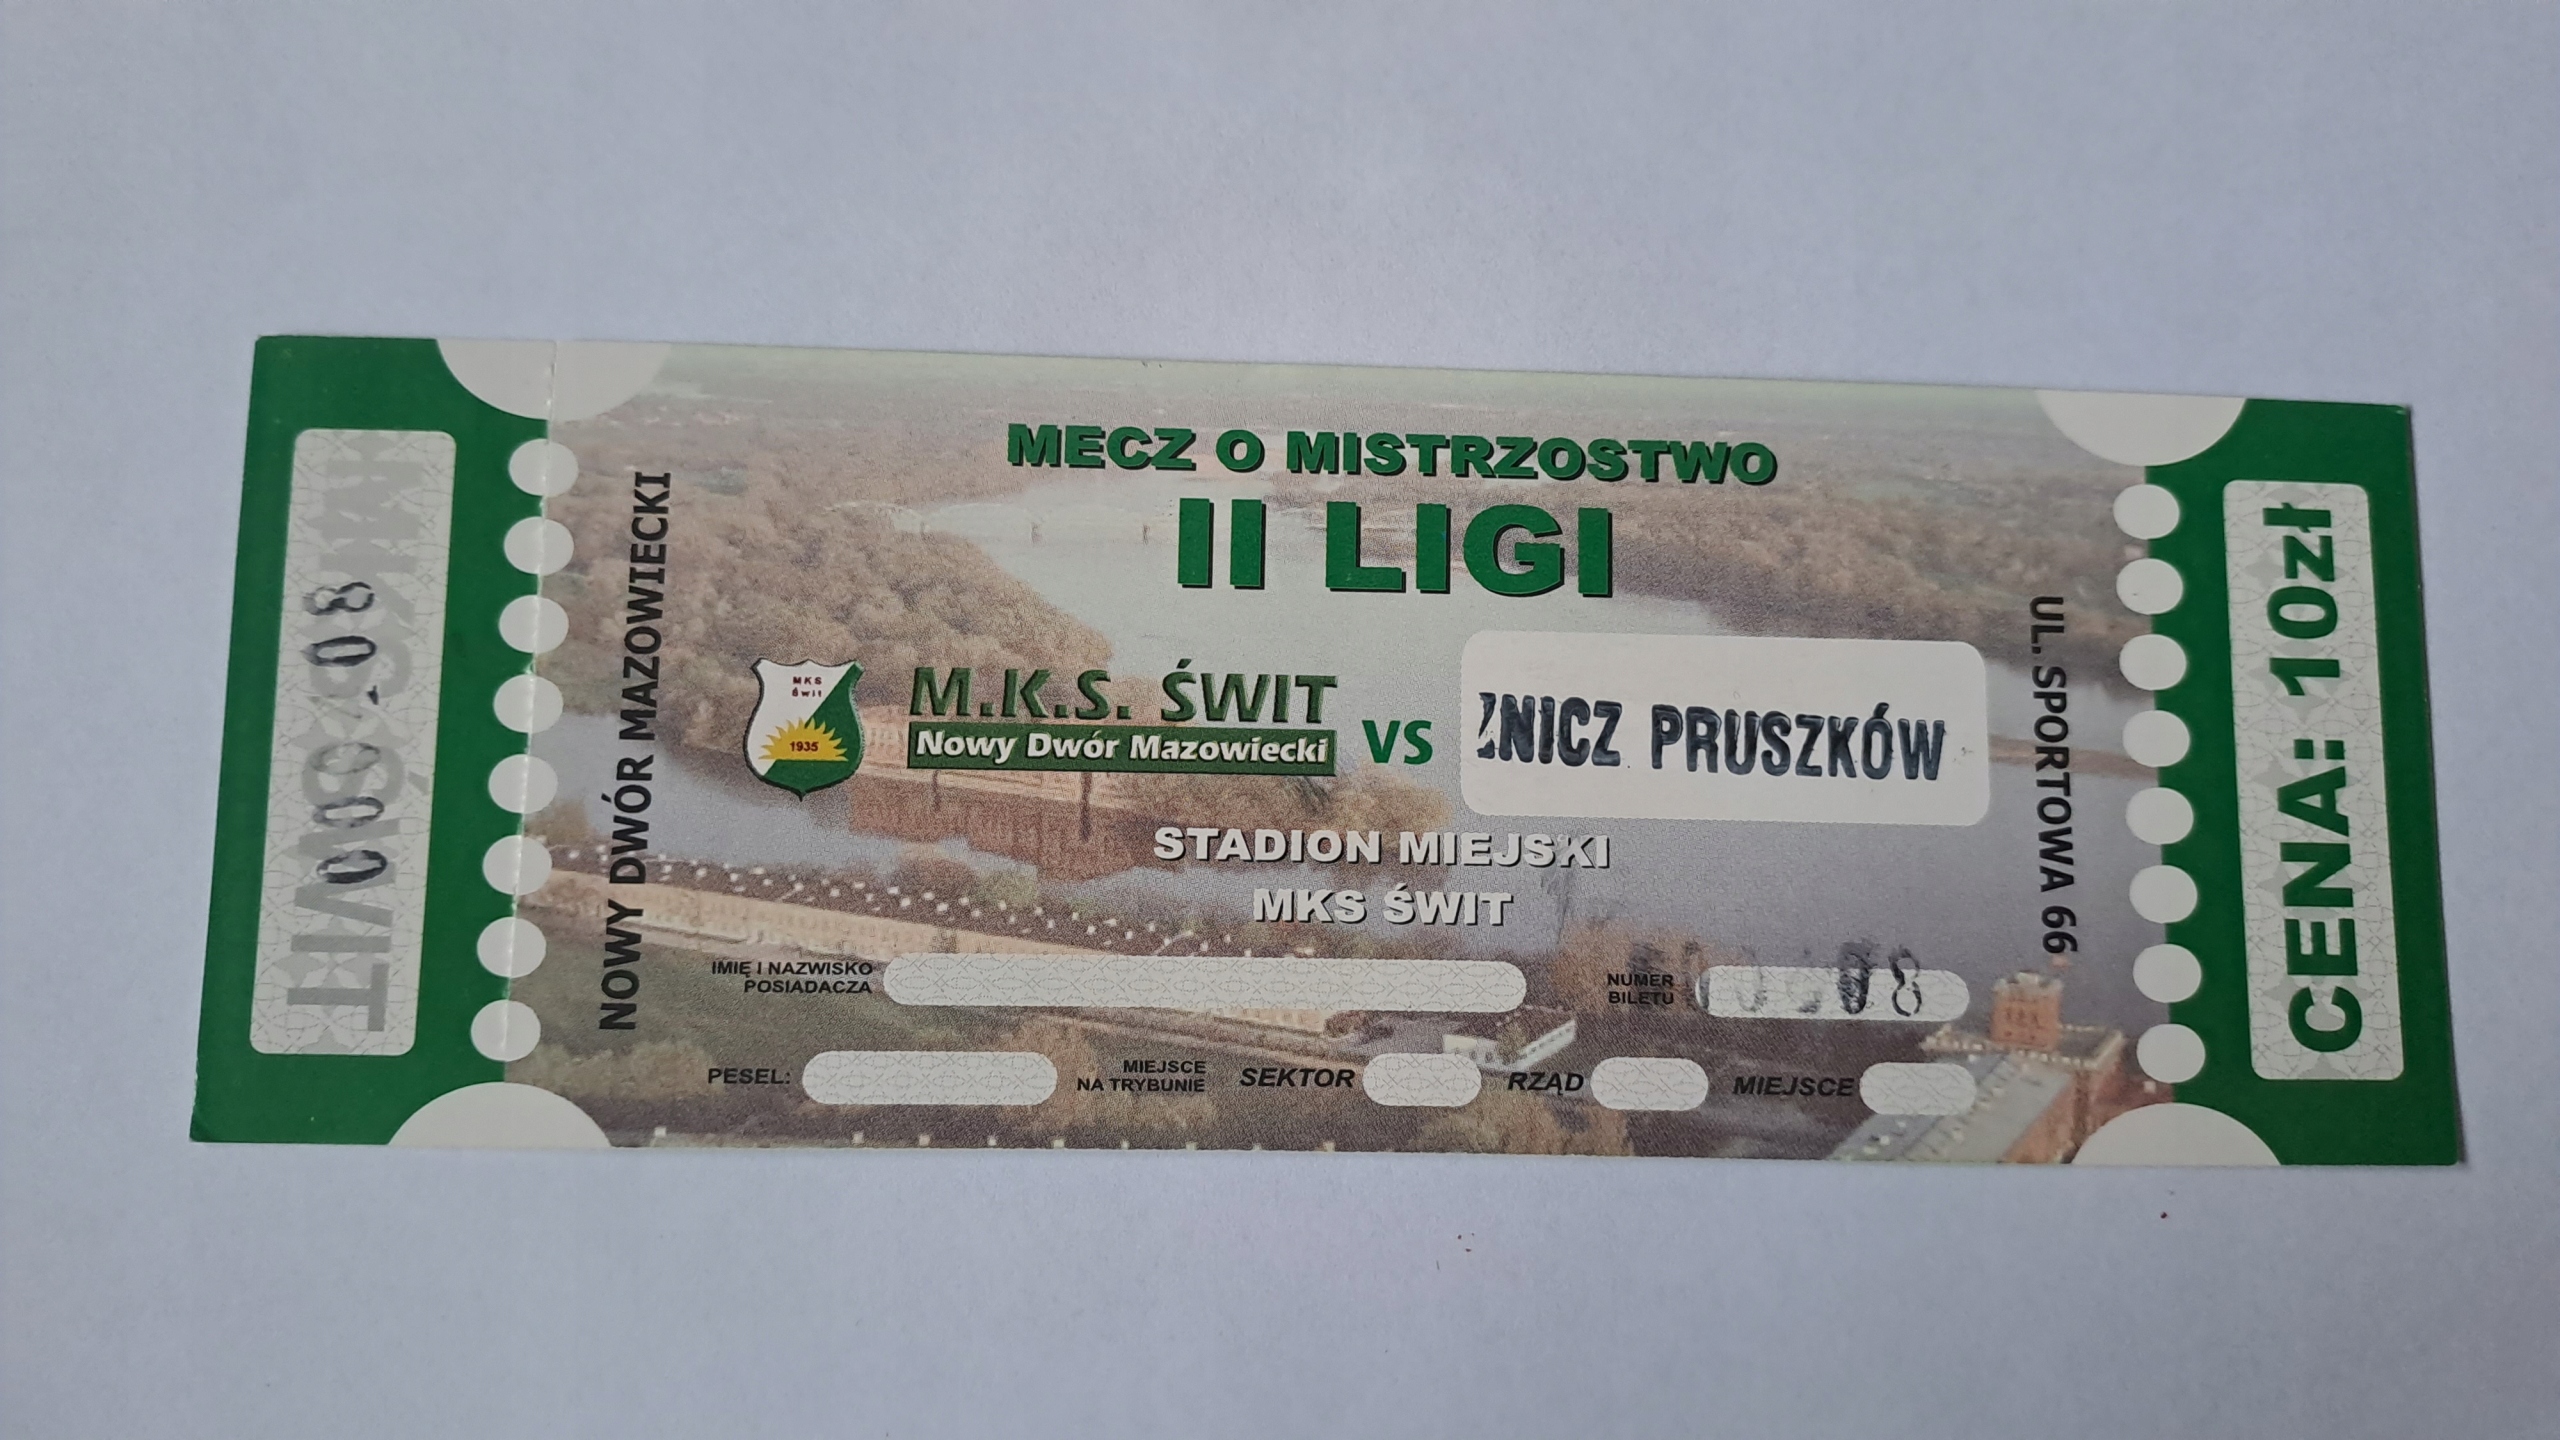 MKS ŚWIT
NOWY DWÓR MAZOWIECKI
MECZ O MISTRZOSTWO
II LIGI
MKS
Świt
1935
M.K.S. ŚWIT
Nowy Dwór Mazowiecki
VS
ZNICZ PRUSZKÓW
STADION MIEJSKI
MKS ŚWIT
IMIĘ I NAZWISKO
POSIADACZA
NUMER
BILETU
PESEL:
MIEJSCE
NA TRYBUNIE
SEKTOR
RZĄD
MIEJSCE
UL. SPORTOWA 66
CENA: 10zł